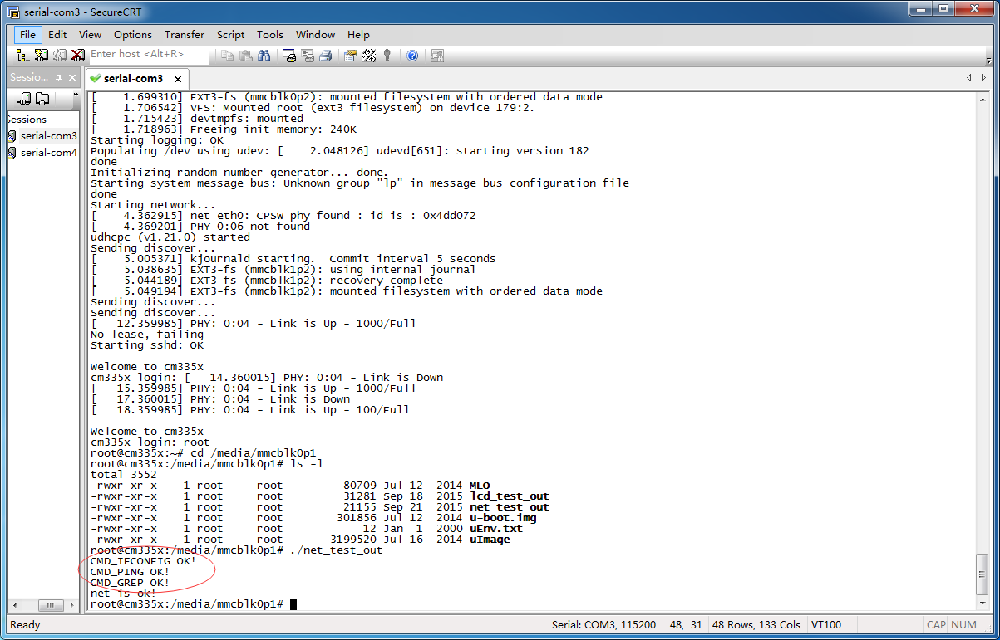 serial-com3 - SecureCRT
File Edit View Options Transfer Script Tools Window Help
Enter host <Alt+R>
Sessio...
serial-com3
essions
serial-com3
serial-com4
[    1.699310] EXT3-fs (mmcblk0p2): mounted filesystem with ordered data mode
[    1.706542] VFS: Mounted root (ext3 filesystem) on device 179:2.
[    1.715423] devtmpfs: mounted
[    1.718963] Freeing init memory: 240K
Starting logging: OK
Populating /dev using udev: [    2.048126] udevd[651]: starting version 182
done
Initializing random number generator... done.
Starting system message bus: Unknown group "lp" in message bus configuration file
done
Starting network...
[    4.362915] net eth0: CPSW phy found : id is : 0x4dd072
[    4.369201] PHY 0:06 not found
udhcpc (v1.21.0) started
Sending discover...
[    5.005371] kjournald starting.  Commit interval 5 seconds
[    5.038635] EXT3-fs (mmcblk1p2): using internal journal
[    5.044189] EXT3-fs (mmcblk1p2): recovery complete
[    5.049194] EXT3-fs (mmcblk1p2): mounted filesystem with ordered data mode
Sending discover...
Sending discover...
[   12.359985] PHY: 0:04 - Link is Up - 1000/Full
No lease, failing
Starting sshd: OK
Welcome to cm335x
cm335x login: [   14.360015] PHY: 0:04 - Link is Down
[   15.359985] PHY: 0:04 - Link is Up - 1000/Full
[   17.360015] PHY: 0:04 - Link is Down
[   18.359985] PHY: 0:04 - Link is Up - 100/Full
Welcome to cm335x
cm335x login: root
root@cm335x:~# cd /media/mmcblk0p1
root@cm335x:/media/mmcblk0p1# ls -l
total 3552
-rwxr-xr-x    1 root     root         80709 Jul 12  2014 MLO
-rwxr-xr-x    1 root     root         31281 Sep 18  2015 lcd_test_out
-rwxr-xr-x    1 root     root         21155 Sep 21  2015 net_test_out
-rwxr-xr-x    1 root     root        301856 Jul 12  2014 u-boot.img
-rwxr-xr-x    1 root     root            12 Jan  1  2000 uEnv.txt
-rwxr-xr-x    1 root     root       3199520 Jul 16  2014 uImage
root@cm335x:/media/mmcblk0p1# ./net_test_out
CMD_IFCONFIG OK!
CMD_PING OK!
CMD_GREP OK!
net is ok!
root@cm335x:/media/mmcblk0p1#
Ready Serial: COM3, 115200 48, 31 48 Rows, 133 Cols VT100 CAP NUM